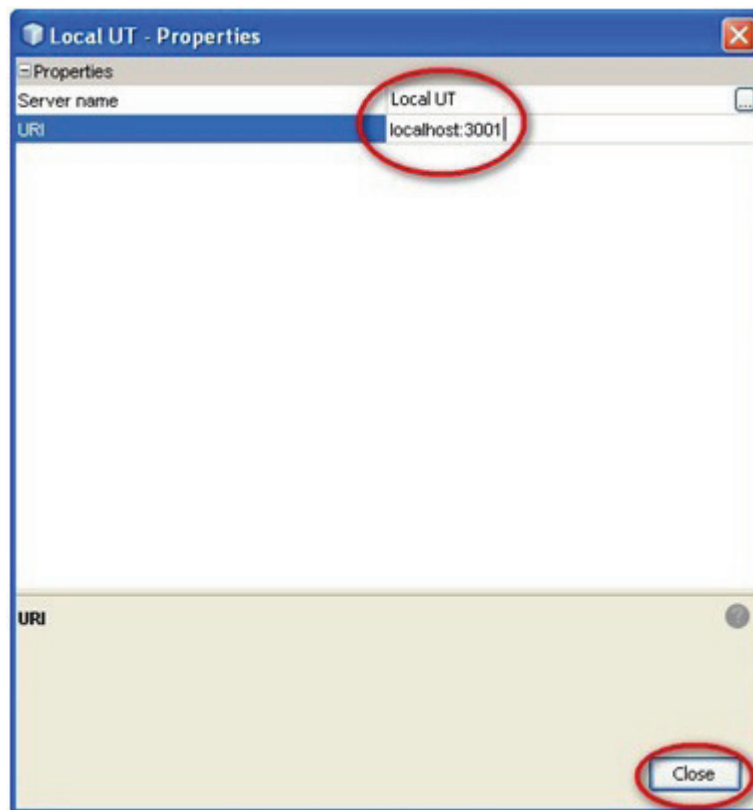 Local UT - Properties
Properties
Server name Local UT ...
URI localhost:3001
URI
?
Close